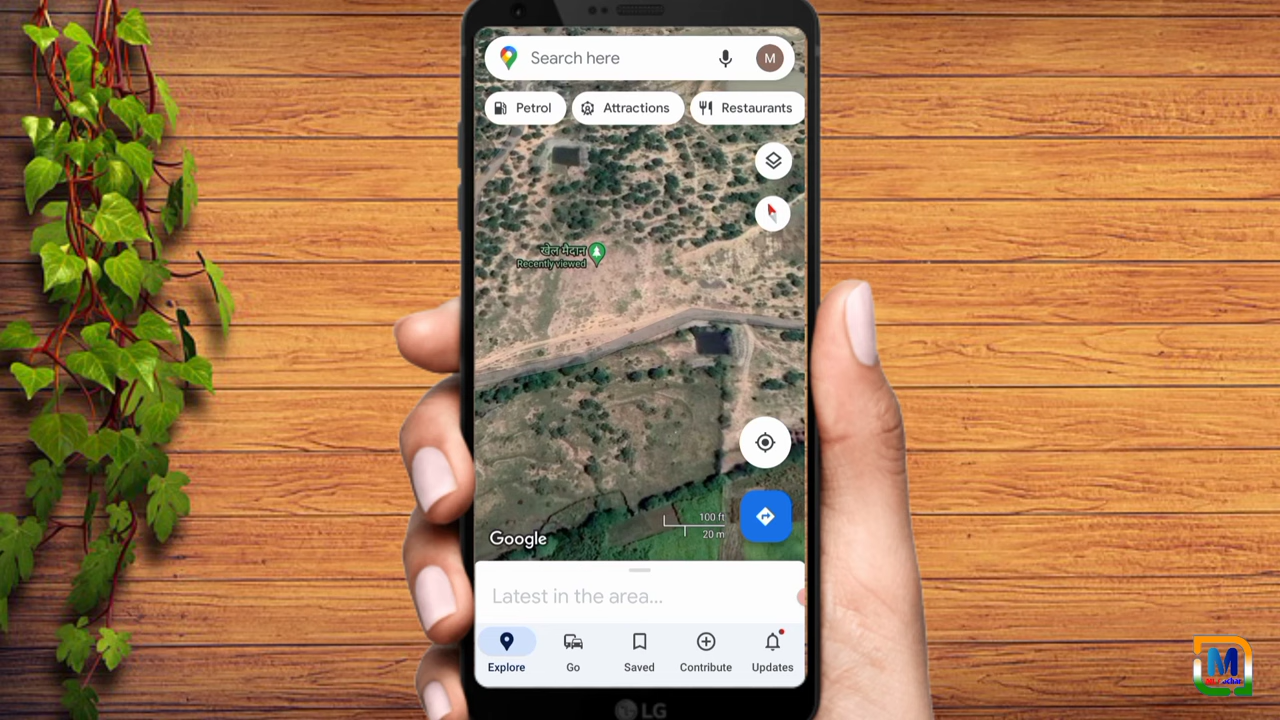 Search here
M
Petrol
Attractions
Restaurants
खेल मैदान
Recently viewed
100 ft
20 m
Google
Latest in the area...
Explore
Go
Saved
Contribute
Updates
LG
M